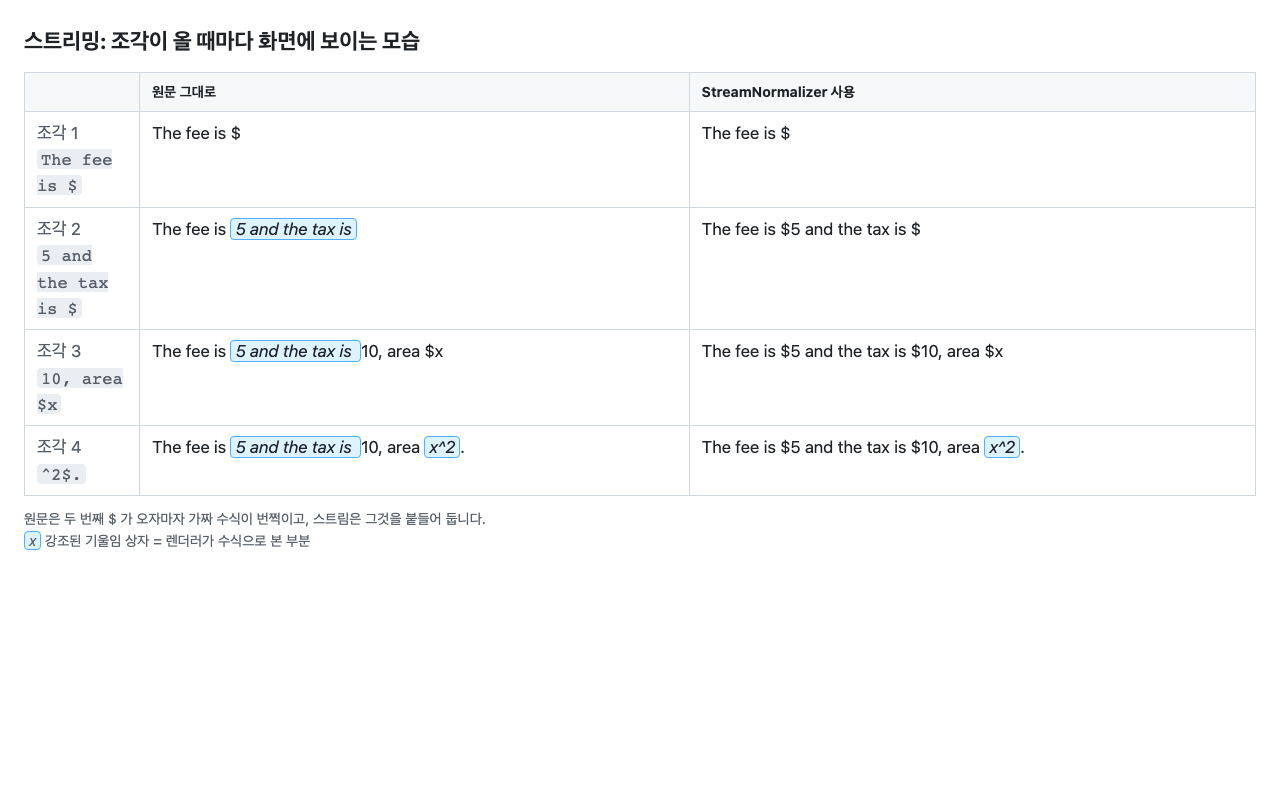 스트리밍: 조각이 올 때마다 화면에 보이는 모습
원문 그대로
StreamNormalizer 사용
조각 1
The fee
is $
The fee is $
The fee is $
조각 2
5 and
the tax
is $
The fee is 5 and the tax is
The fee is $5 and the tax is $
조각 3
10, area
$x
The fee is 5 and the tax is 10, area $x
The fee is $5 and the tax is $10, area $x
조각 4
^2$.
The fee is 5 and the tax is 10, area x^2.
The fee is $5 and the tax is $10, area x^2.
원문은 두 번째 $ 가 오자마자 가짜 수식이 번쩍이고, 스트림은 그것을 붙들어 둡니다.
x 강조된 기울임 상자 = 렌더러가 수식으로 본 부분